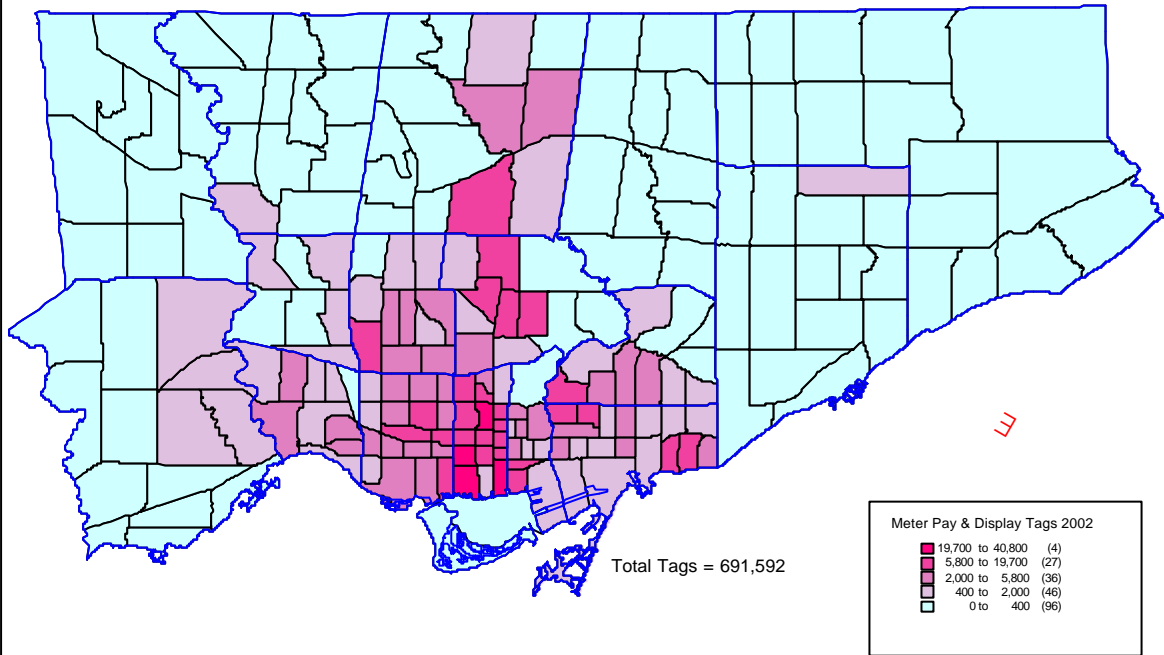 Total Tags = 691,592
Meter Pay & Display Tags 2002
19,700 to 40,800 (4)
5,800 to 19,700 (27)
2,000 to 5,800 (36)
400 to 2,000 (46)
0 to 400 (96)